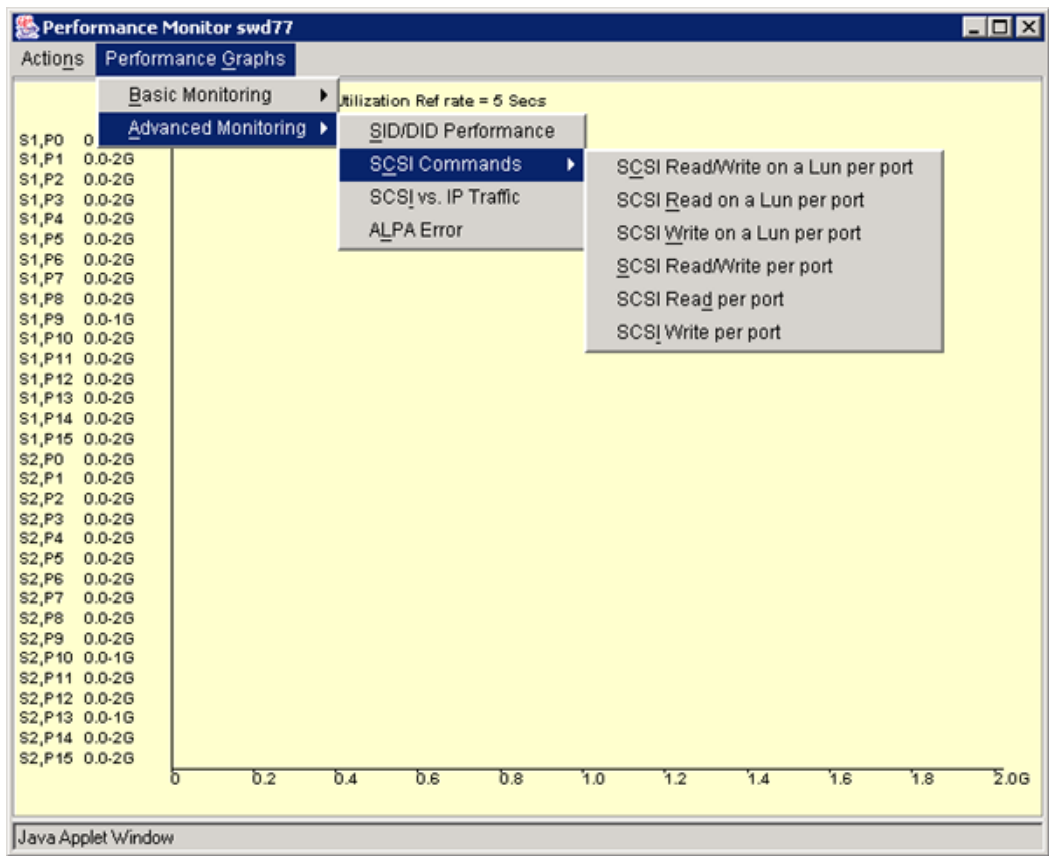 Performance Monitor swd77
Actions Performance Graphs
Basic Monitoring
Utilization Ref rate = 5 Secs
Advanced Monitoring
SID/DID Performance
SCSI Commands
SCSI vs. IP Traffic
ALPA Error
SCSI Read/Write on a Lun per port
SCSI Read on a Lun per port
SCSI Write on a Lun per port
SCSI Read/Write per port
SCSI Read per port
SCSI Write per port
S1,P0 0
S1,P1 0.0-2G
S1,P2 0.0-2G
S1,P3 0.0-2G
S1,P4 0.0-2G
S1,P5 0.0-2G
S1,P6 0.0-2G
S1,P7 0.0-2G
S1,P8 0.0-2G
S1,P9 0.0-1G
S1,P10 0.0-2G
S1,P11 0.0-2G
S1,P12 0.0-2G
S1,P13 0.0-2G
S1,P14 0.0-2G
S1,P15 0.0-2G
S2,P0 0.0-2G
S2,P1 0.0-2G
S2,P2 0.0-2G
S2,P3 0.0-2G
S2,P4 0.0-2G
S2,P5 0.0-2G
S2,P6 0.0-2G
S2,P7 0.0-2G
S2,P8 0.0-2G
S2,P9 0.0-2G
S2,P10 0.0-1G
S2,P11 0.0-2G
S2,P12 0.0-2G
S2,P13 0.0-1G
S2,P14 0.0-2G
S2,P15 0.0-2G
0 0.2 0.4 0.6 0.8 1.0 1.2 1.4 1.6 1.8 2.0G
Java Applet Window